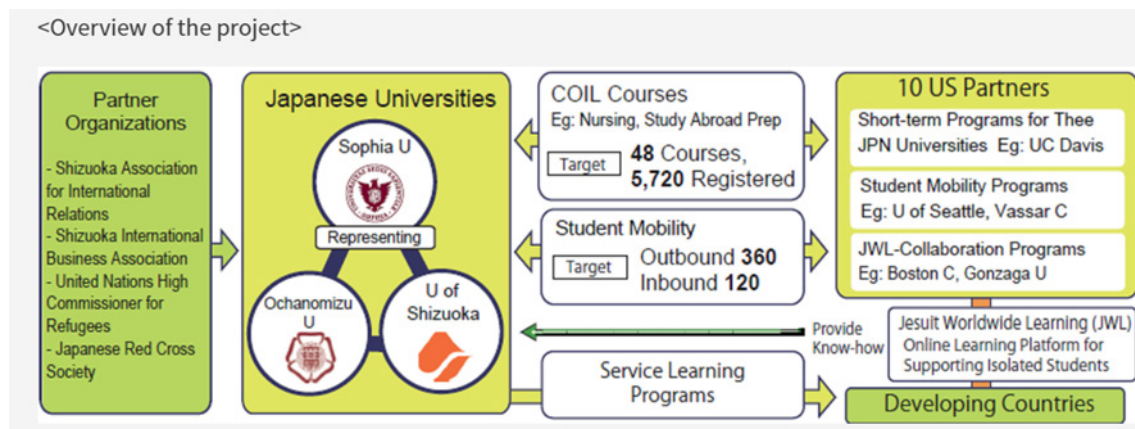 <Overview of the project>
Partner
Organizations
- Shizuoka Association
for International
Relations
- Shizuoka International
Business Association
- United Nations High
Commissioner for
Refugees
- Japanese Red Cross
Society
Japanese Universities
Sophia U
Representing
Ochanomizu
U
U of
Shizuoka
COIL Courses
Eg: Nursing, Study Abroad Prep
Target
48 Courses,
5,720 Registered
Student Mobility
Target
Outbound 360
Inbound 120
Provide
Know-how
Service Learning
Programs
10 US Partners
Short-term Programs for Thee
JPN Universities Eg: UC Davis
Student Mobility Programs
Eg: U of Seattle, Vassar C
JWL-Collaboration Programs
Eg: Boston C, Gonzaga U
Jesuit Worldwide Learning (JWL)
Online Learning Platform for
Supporting Isolated Students
Developing Countries